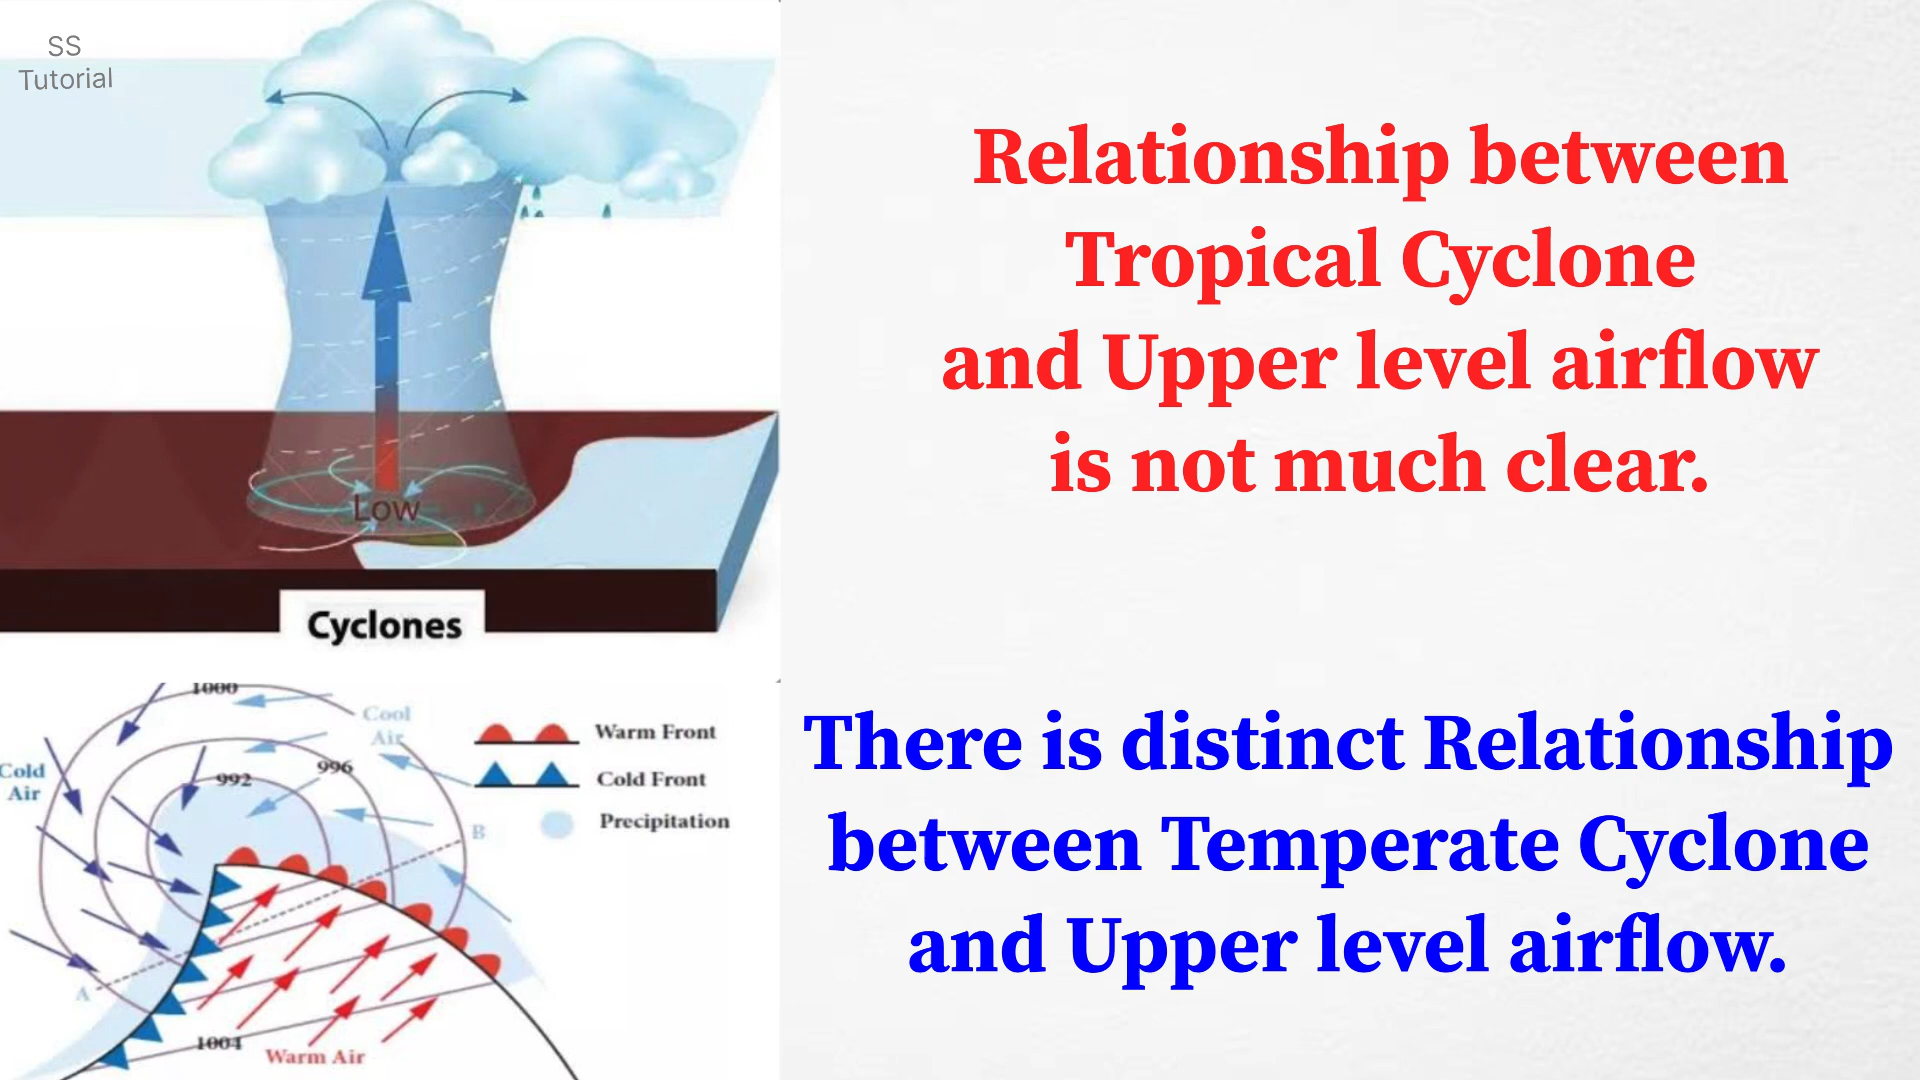 SS
Tutorial
Relationship between
Tropical Cyclone
and Upper level airflow
is not much clear.
Low
Cyclones
1000
Cool
Air
Warm Front
Cold
Air
992
996
Cold Front
Precipitation
B
A
1004
Warm Air
There is distinct Relationship
between Temperate Cyclone
and Upper level airflow.